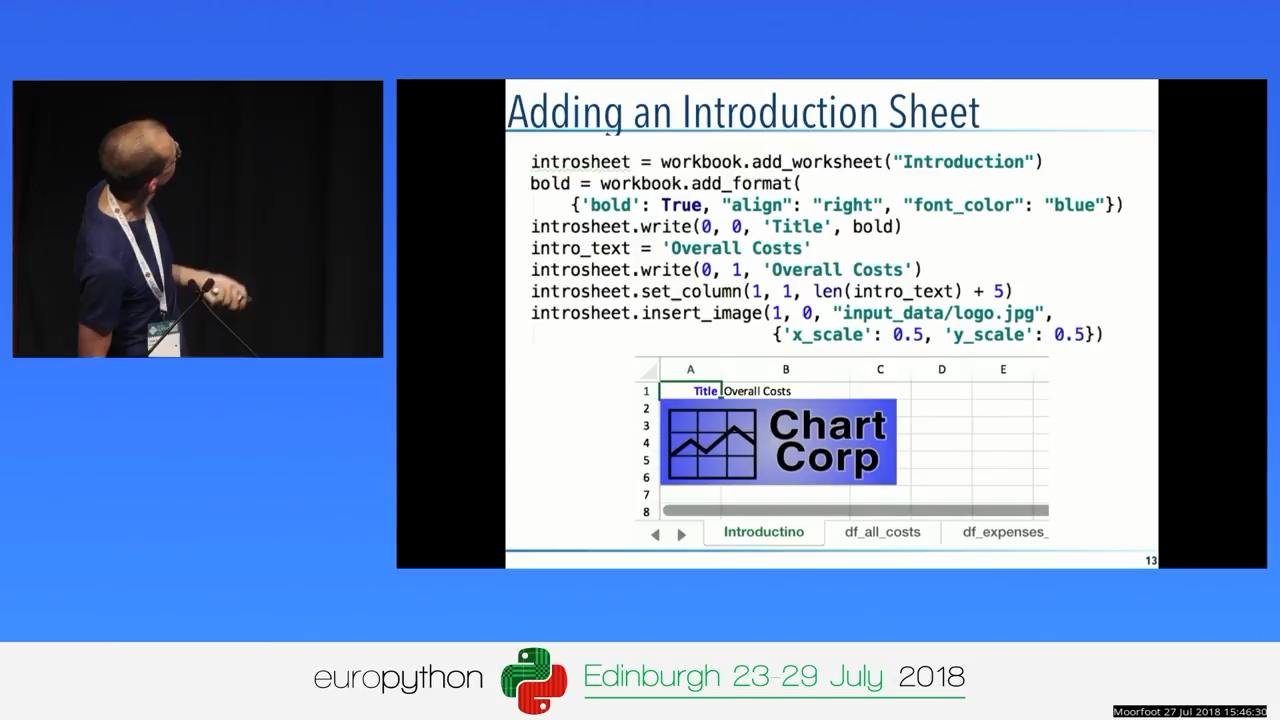 Adding an Introduction Sheet
introsheet = workbook.add_worksheet("Introduction")
bold = workbook.add_format(
{'bold': True, "align": "right", "font_color": "blue"})
introsheet.write(0, 0, 'Title', bold)
intro_text = 'Overall Costs'
introsheet.write(0, 1, 'Overall Costs')
introsheet.set_column(1, 1, len(intro_text) + 5)
introsheet.insert_image(1, 0, "input_data/logo.jpg",
{'x_scale': 0.5, 'y_scale': 0.5})
A B C D E
1 Title Overall Costs
2
3
4
5
6
7
8
Chart
Corp
Introductino df_all_costs df_expenses_
13
europython Edinburgh 23-29 July 2018
Moorfoot 27 Jul 2018 15:46:30